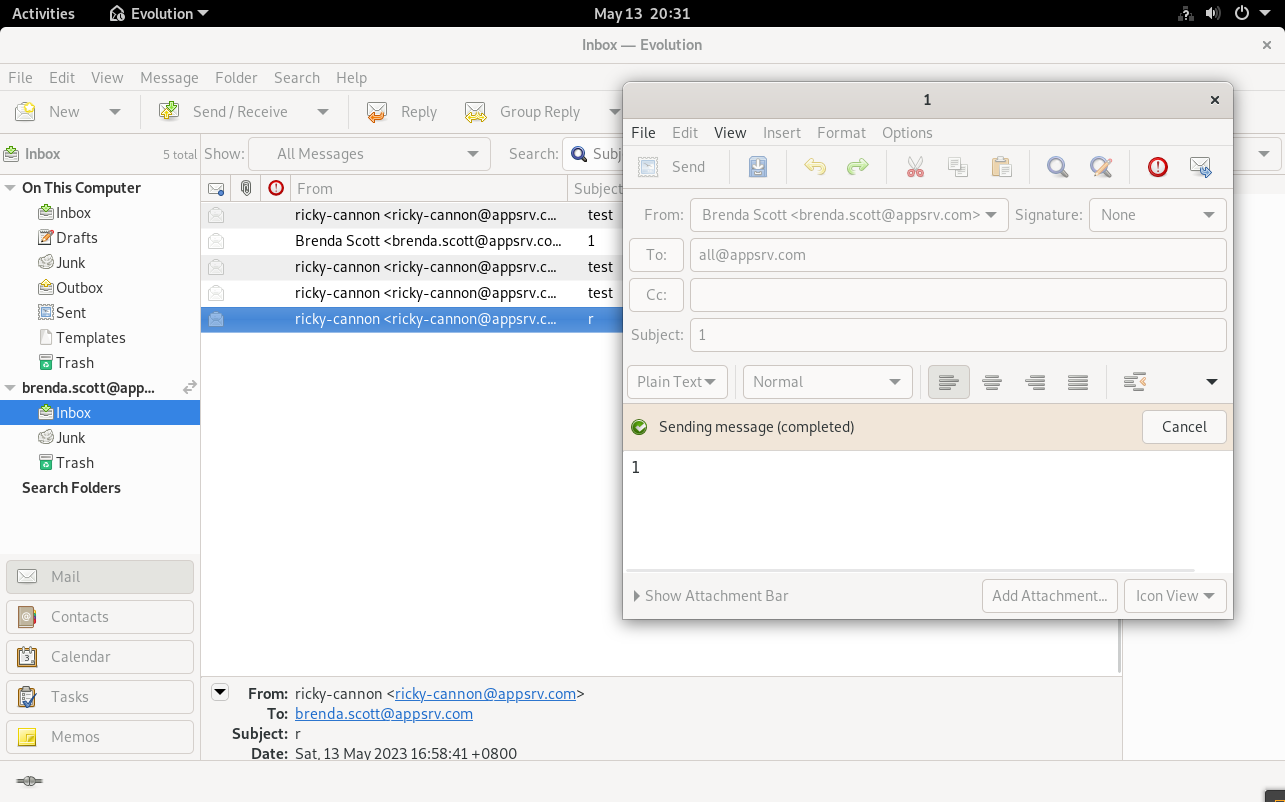 Activities Evolution May 13 20:31
Inbox — Evolution
File Edit View Message Folder Search Help
New Send / Receive Reply Group Reply
Inbox 5 total Show: All Messages Search: Subj
From Subject
On This Computer
Inbox
Drafts
Junk
Outbox
Sent
Templates
Trash
brenda.scott@app...
Inbox
Junk
Trash
Search Folders
Mail
Contacts
Calendar
Tasks
Memos
ricky-cannon <ricky-cannon@appsrv.c... test
Brenda Scott <brenda.scott@appsrv.co... 1
ricky-cannon <ricky-cannon@appsrv.c... test
ricky-cannon <ricky-cannon@appsrv.c... test
ricky-cannon <ricky-cannon@appsrv.c... r
1
File Edit View Insert Format Options
Send
From: Brenda Scott <brenda.scott@appsrv.com> Signature: None
To: all@appsrv.com
Cc:
Subject: 1
Plain Text Normal
Sending message (completed) Cancel
1
Show Attachment Bar Add Attachment... Icon View
From: ricky-cannon <ricky-cannon@appsrv.com>
To: brenda.scott@appsrv.com
Subject: r
Date: Sat, 13 May 2023 16:58:41 +0800